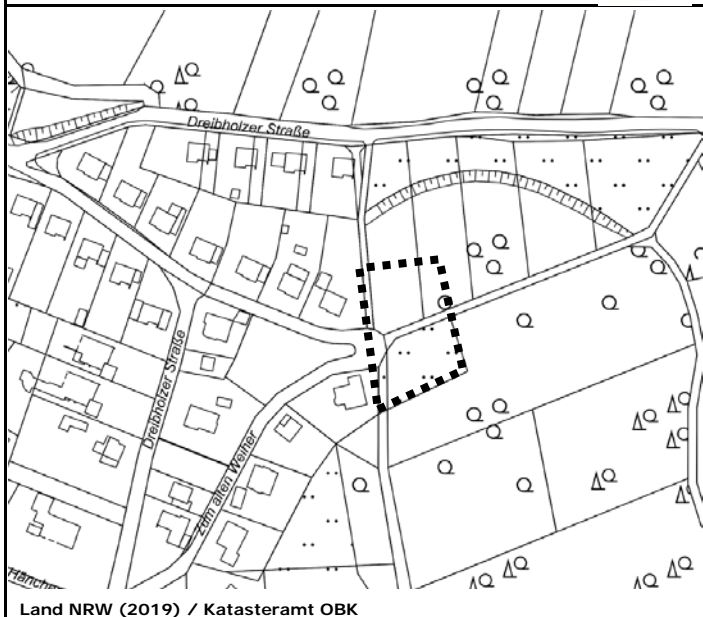 Dreibholzer Straße
Dreibholzer Straße
Zum alten Weiher
Land NRW (2019) / Katasteramt OBK